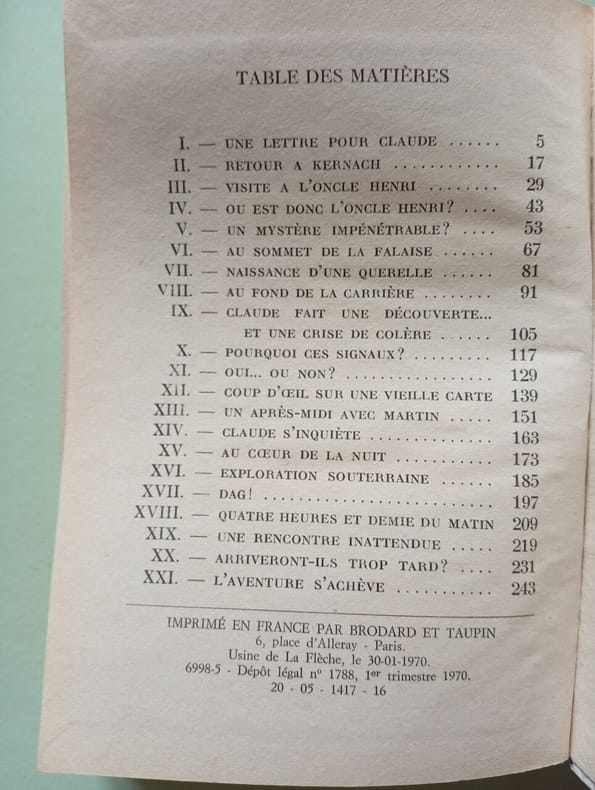 TABLE DES MATIÈRES
I. — UNE LETTRE POUR CLAUDE ...... 5
II. — RETOUR A KERNACH ............ 17
III. — VISITE A L'ONCLE HENRI ........ 29
IV. — OU EST DONC L'ONCLE HENRI? .... 43
V. — UN MYSTÈRE IMPÉNÉTRABLE? .... 53
VI. — AU SOMMET DE LA FALAISE ...... 67
VII. — NAISSANCE D'UNE QUERELLE ...... 81
VIII. — AU FOND DE LA CARRIÈRE ........ 91
IX. — CLAUDE FAIT UNE DÉCOUVERTE...
ET UNE CRISE DE COLÈRE ...... 105
X. — POURQUOI CES SIGNAUX? ......... 117
XI. — OUI... OU NON? ................. 129
XII. — COUP D'ŒIL SUR UNE VIEILLE CARTE 139
XIII. — UN APRÈS-MIDI AVEC MARTIN ..... 151
XIV. — CLAUDE S'INQUIÈTE .............. 163
XV. — AU CŒUR DE LA NUIT ........... 173
XVI. — EXPLORATION SOUTERRAINE ...... 185
XVII. — DAG! .......................... 197
XVIII. — QUATRE HEURES ET DEMIE DU MATIN 209
XIX. — UNE RENCONTRE INATTENDUE ..... 219
XX. — ARRIVERONT-ILS TROP TARD? .... 231
XXI. — L'AVENTURE S'ACHÈVE ........... 243
IMPRIMÉ EN FRANCE PAR BRODARD ET TAUPIN
6, place d'Alleray - Paris.
Usine de La Flèche, le 30-01-1970.
6998-5 - Dépôt légal n° 1788, 1er trimestre 1970.
20 - 05 - 1417 - 16